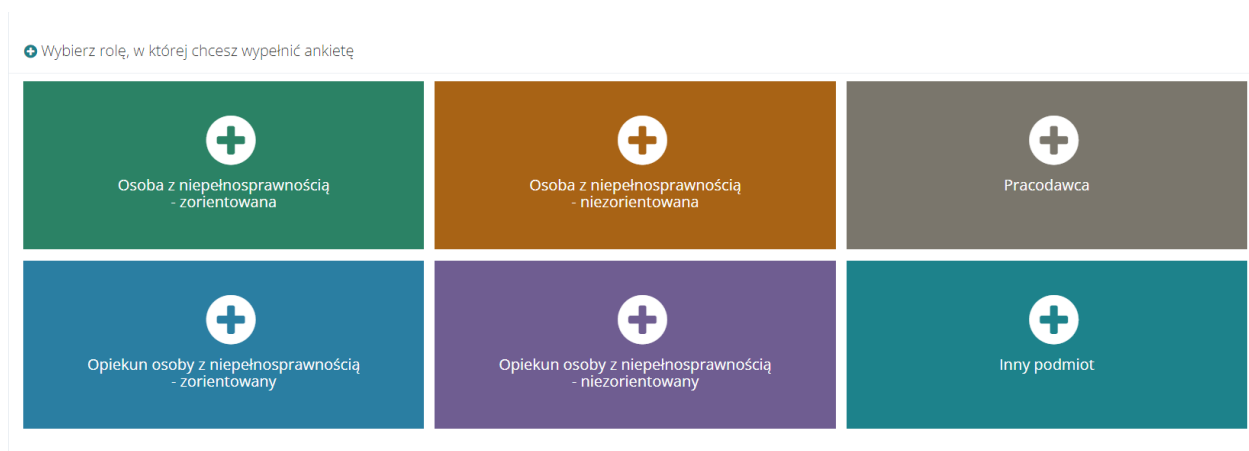 Wybierz rolę, w której chcesz wypełnić ankietę
Osoba z niepełnosprawnością
- zorientowana
Osoba z niepełnosprawnością
- niezorientowana
Pracodawca
Opiekun osoby z niepełnosprawnością
- zorientowany
Opiekun osoby z niepełnosprawnością
- niezorientowany
Inny podmiot